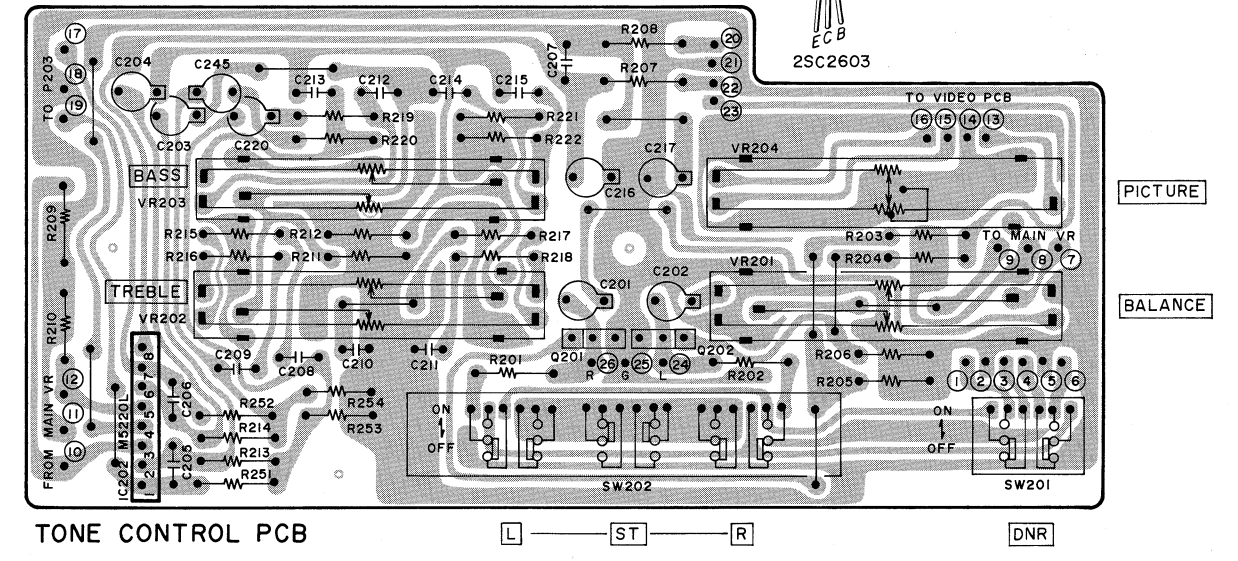 E C B
2SC2603
17
18
19
TO P203
C204
C245
C203
C220
C213
C212
C214
C215
C207
R208
R207
20
21
22
23
R219
R220
R221
R222
TO VIDEO PCB
16 15 14 13
BASS
VR203
C216
C217
VR204
PICTURE
R209
R215
R212
R217
R216
R211
R218
R203
R204
TO MAIN VR
9 8 7
TREBLE
VR202
C201
C202
VR201
BALANCE
R210
C209
C208
C210
C211
Q201
R 26 G 25 L 24
Q202
R201
R202
R206
R205
1 2 3 4 5 6
12
11
10
FROM MAIN VR
IC202 M5220L
1 2 3 4 5 6 7 8
C206
C205
R252
R214
R213
R251
R254
R253
ON
OFF
SW202
ON
OFF
SW201
TONE CONTROL PCB
L ST R
DNR